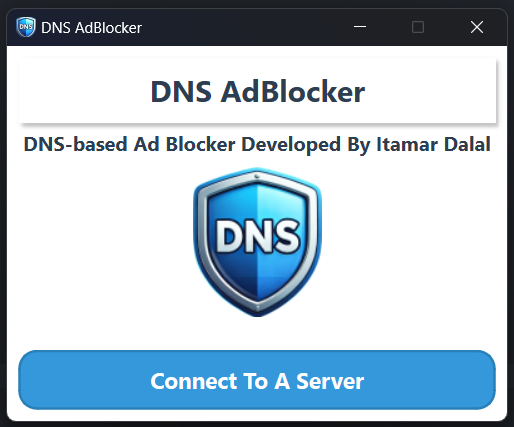 DNS AdBlocker
DNS AdBlocker
DNS-based Ad Blocker Developed By Itamar Dalal
DNS
Connect To A Server